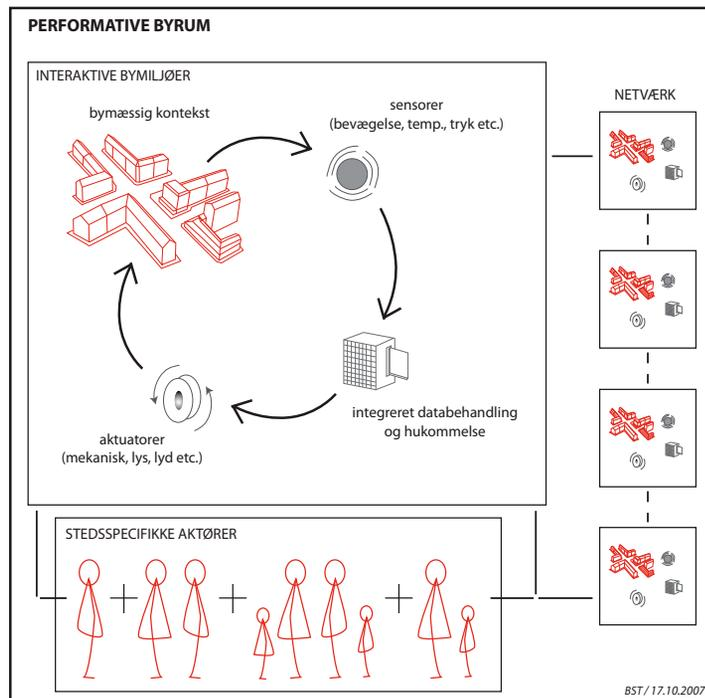 PERFORMATIVE BYRUM
INTERAKTIVE BYMILJØER
bymæssig kontekst
sensorer
(bevægelse, temp., tryk etc.)
integreret databehandling
og hukommelse
aktuatorer
(mekanisk, lys, lyd etc.)
NETVÆRK
STEDSSPECIFIKKE AKTØRER
BST / 17.10.2007